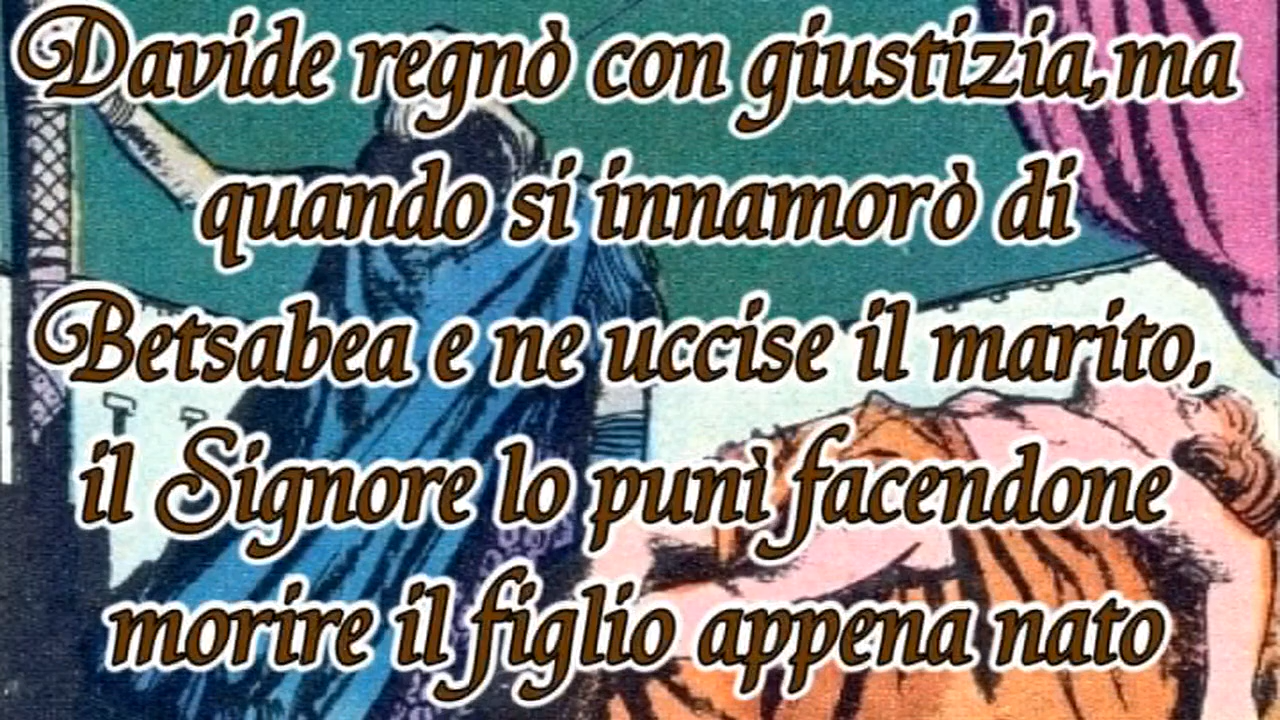 Davide regnò con giustizia,ma
quando si innamorò di
Betsabea e ne uccise il marito,
il Signore lo punì facendone
morire il figlio appena nato